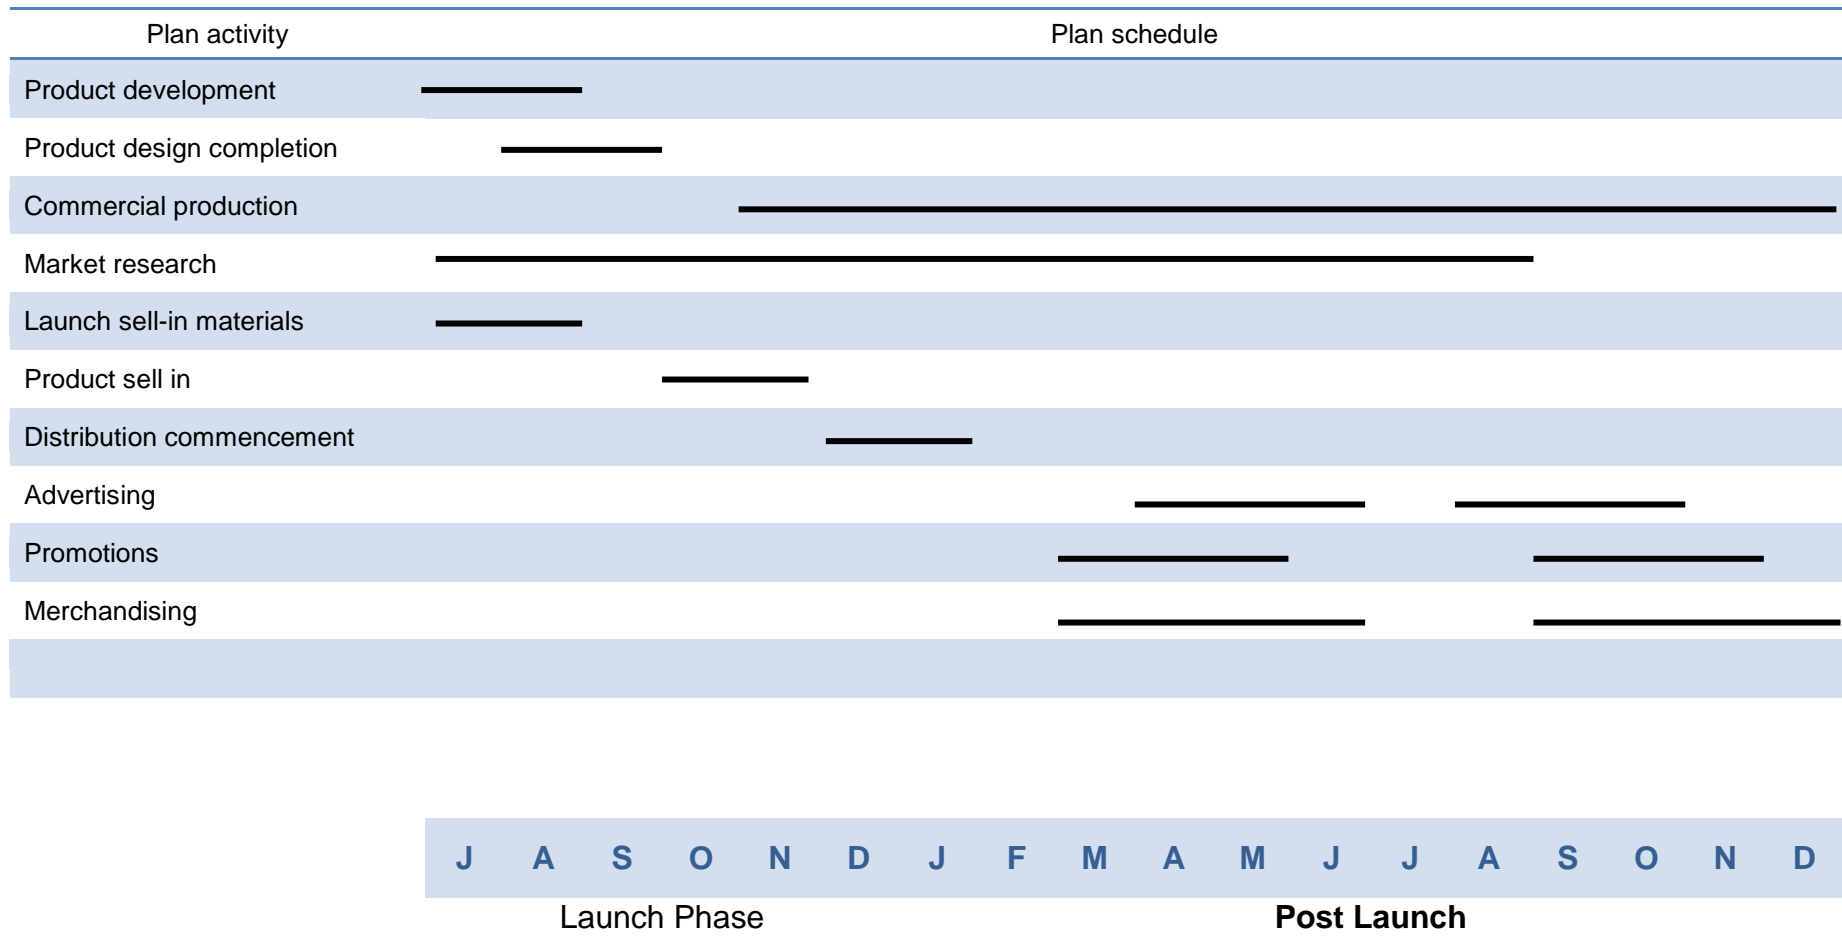 Plan activity Plan schedule
Product development
Product design completion
Commercial production
Market research
Launch sell-in materials
Product sell in
Distribution commencement
Advertising
Promotions
Merchandising
J A S O N D J F M A M J J A S O N D
Launch Phase Post Launch